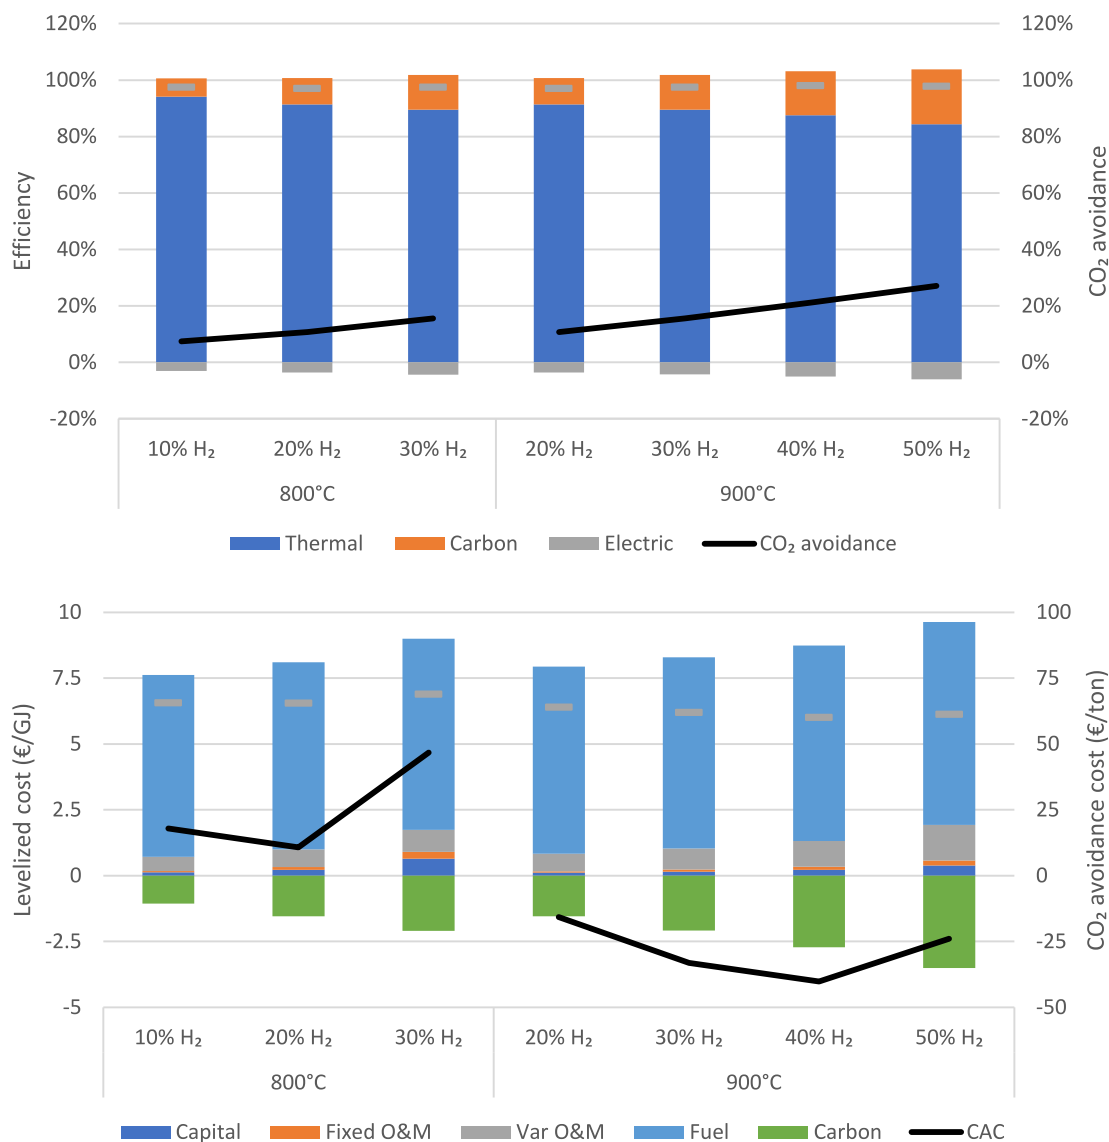 120% 120%
100% 100%
80% 80%
60% 60%
40% 40%
20% 20%
0% 0%
-20% -20%
Efficiency
CO₂ avoidance
10% H₂ 20% H₂ 30% H₂ 20% H₂ 30% H₂ 40% H₂ 50% H₂
800°C 900°C
Thermal Carbon Electric CO₂ avoidance
10 100
7.5 75
5 50
2.5 25
0 0
-2.5 -25
-5 -50
Levelized cost (€/GJ)
CO₂ avoidance cost (€/ton)
10% H₂ 20% H₂ 30% H₂ 20% H₂ 30% H₂ 40% H₂ 50% H₂
800°C 900°C
Capital Fixed O&M Var O&M Fuel Carbon CAC